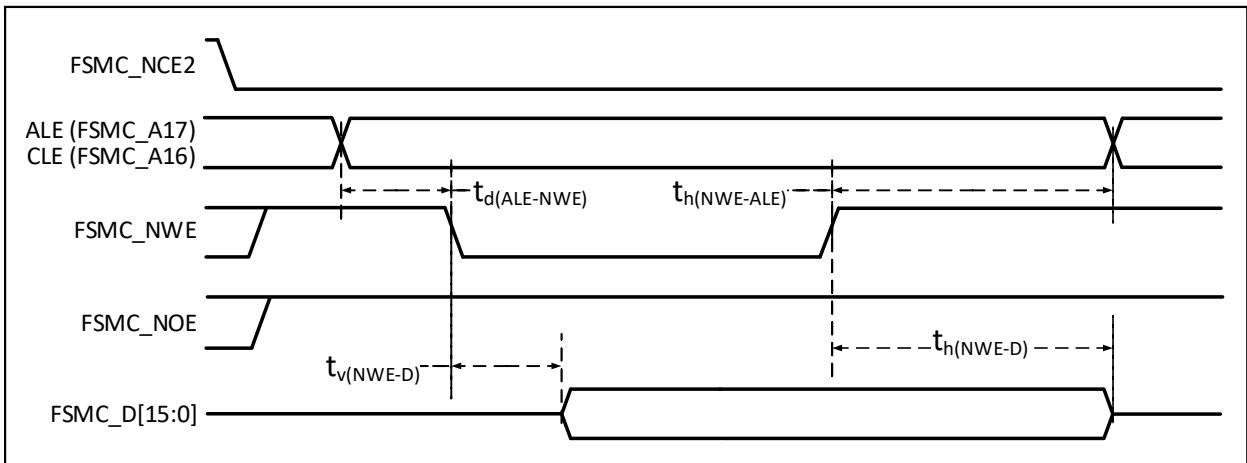 FSMC_NCE2
ALE (FSMC_A17)
CLE (FSMC_A16)
td(ALE-NWE)
th(NWE-ALE)
FSMC_NWE
FSMC_NOE
th(NWE-D)
tv(NWE-D)
FSMC_D[15:0]